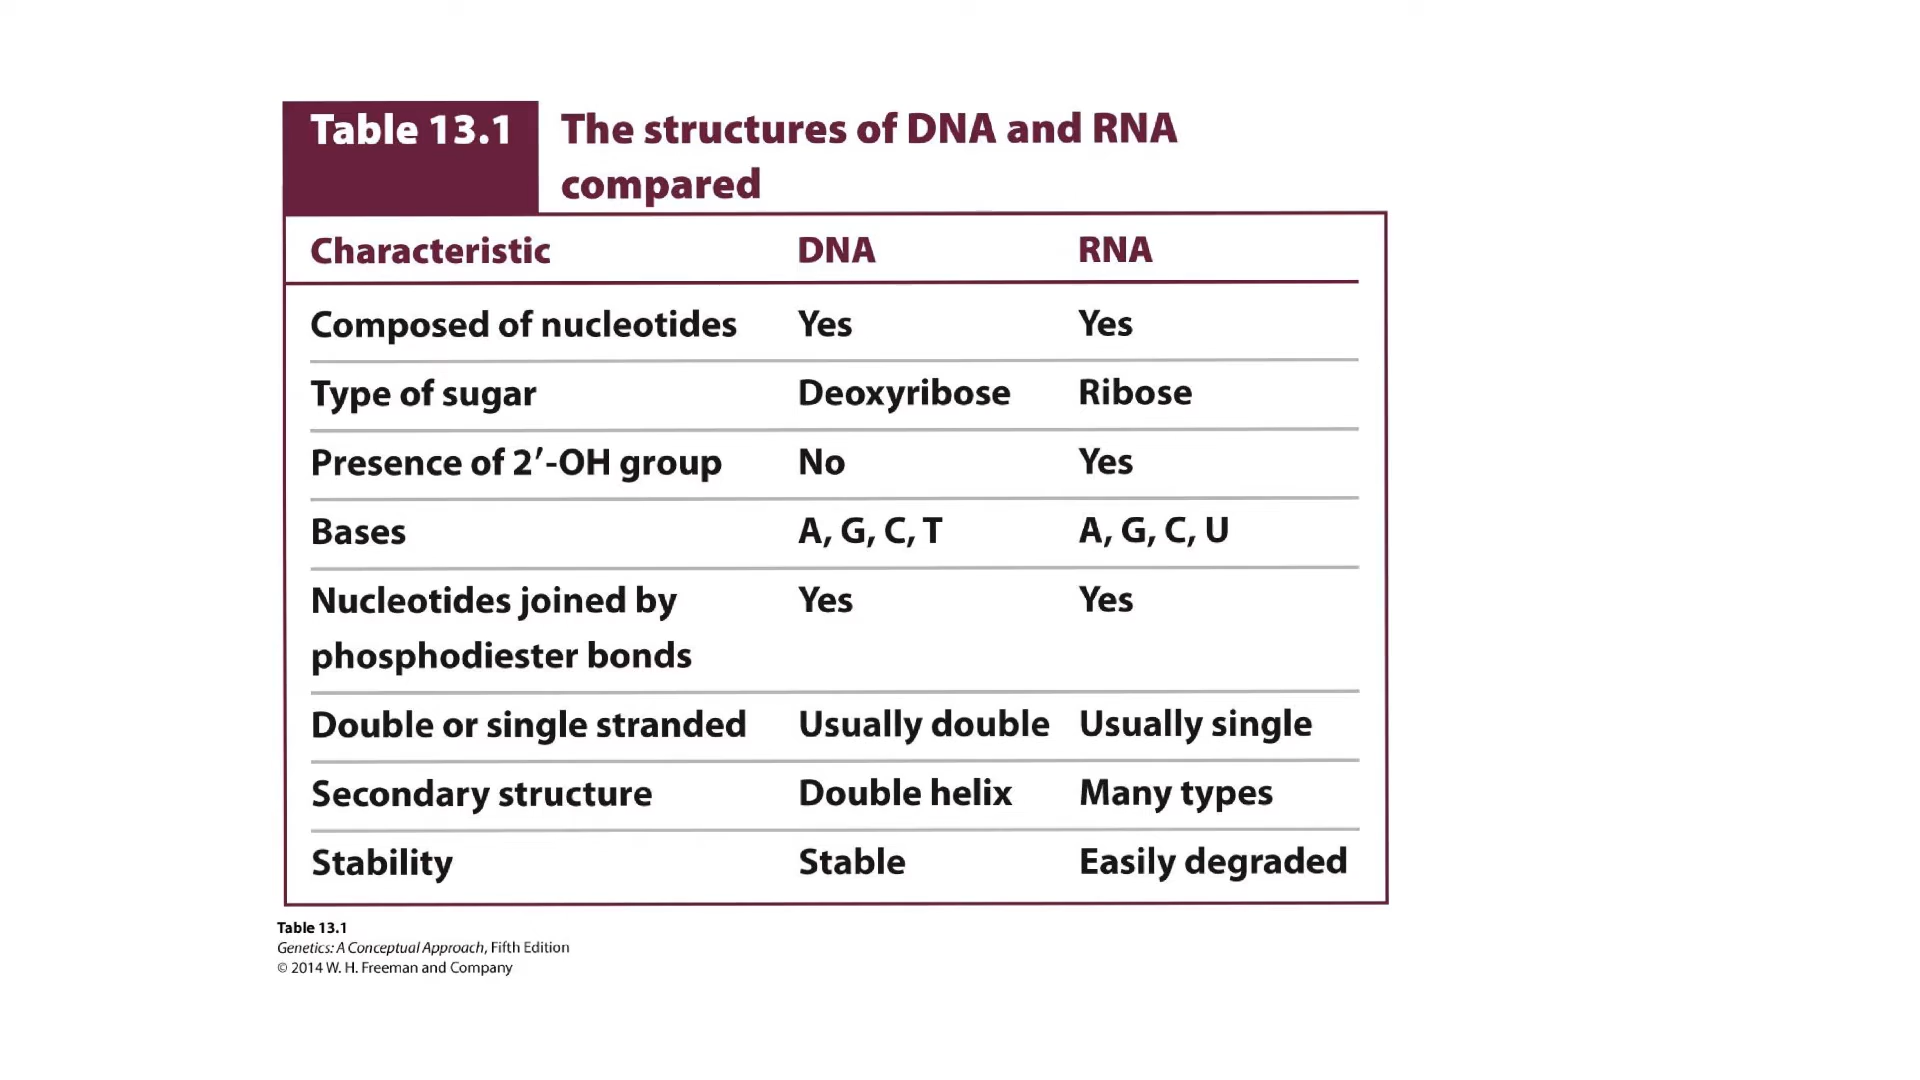 Table 13.1 The structures of DNA and RNA
compared
Characteristic DNA RNA
Composed of nucleotides Yes Yes
Type of sugar Deoxyribose Ribose
Presence of 2′-OH group No Yes
Bases A, G, C, T A, G, C, U
Nucleotides joined by Yes Yes
phosphodiester bonds
Double or single stranded Usually double Usually single
Secondary structure Double helix Many types
Stability Stable Easily degraded
Table 13.1
Genetics: A Conceptual Approach, Fifth Edition
© 2014 W. H. Freeman and Company